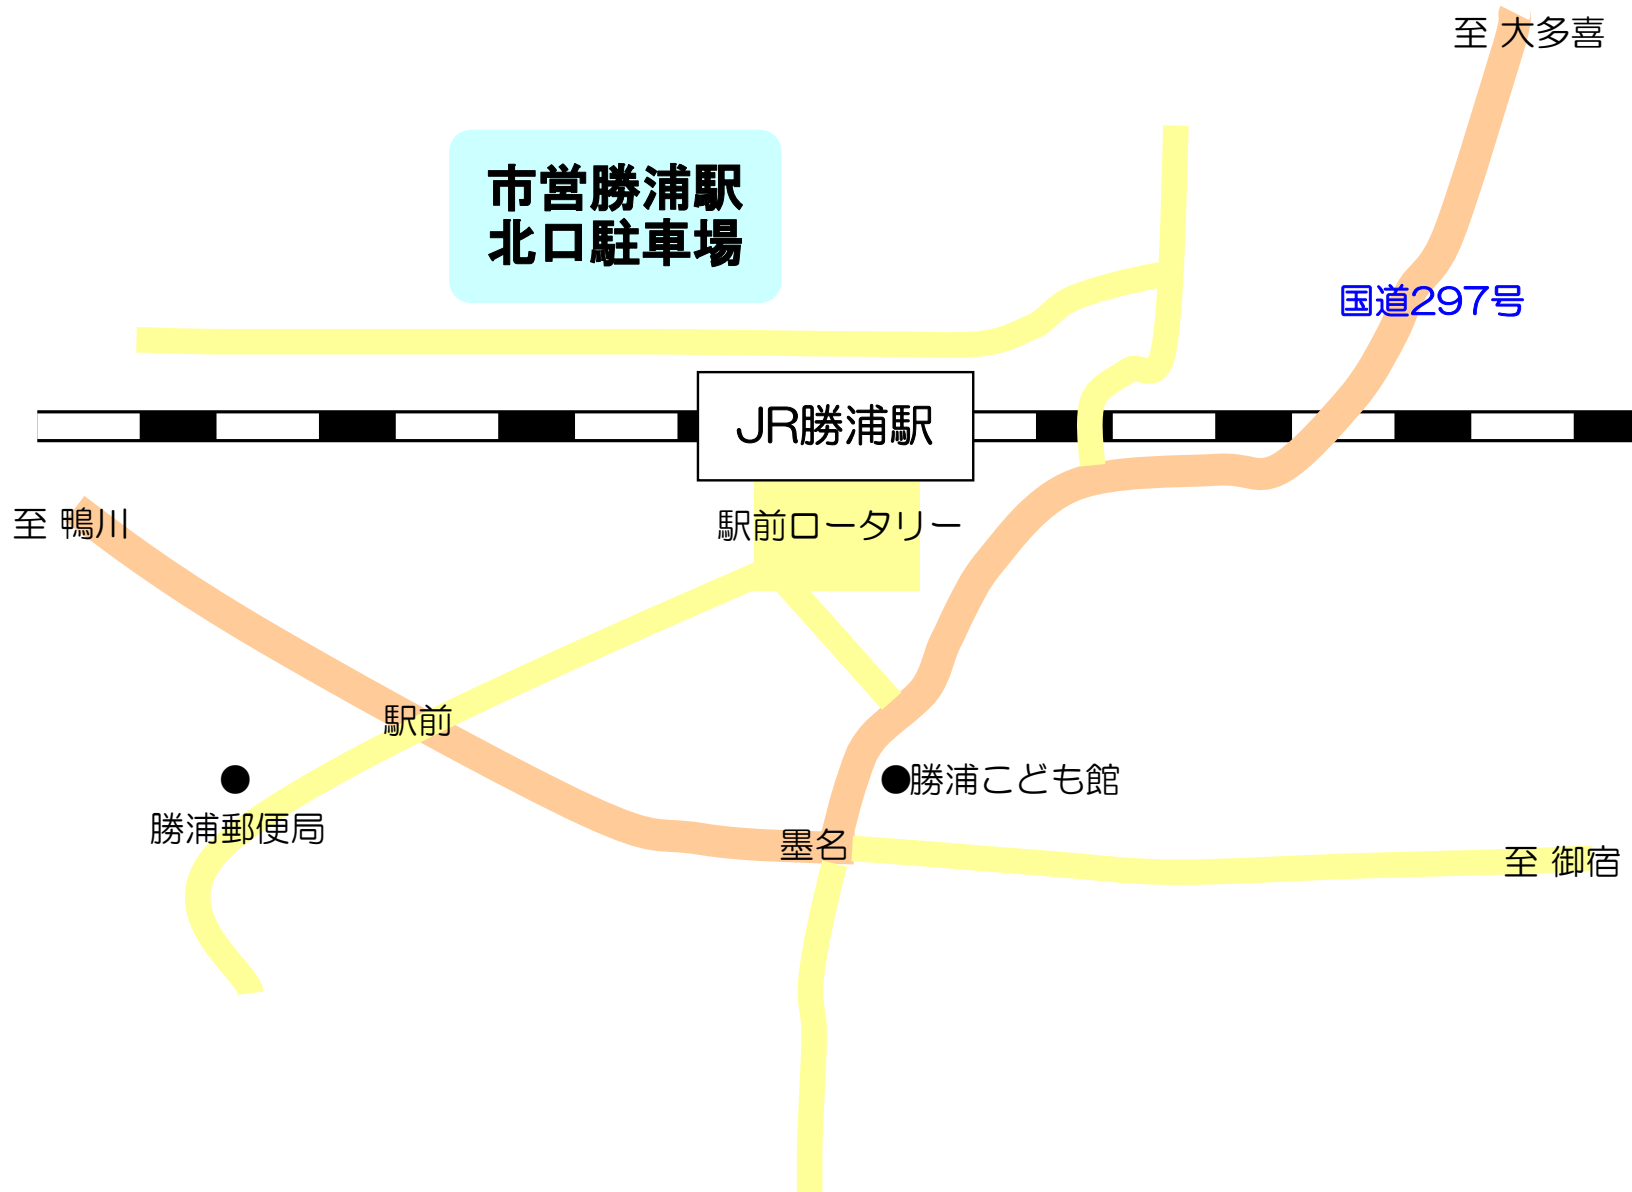 至 大多喜
市営勝浦駅
北口駐車場
国道297号
JR勝浦駅
至 鴨川
駅前ロータリー
駅前
勝浦こども館
勝浦郵便局
墨名
至 御宿